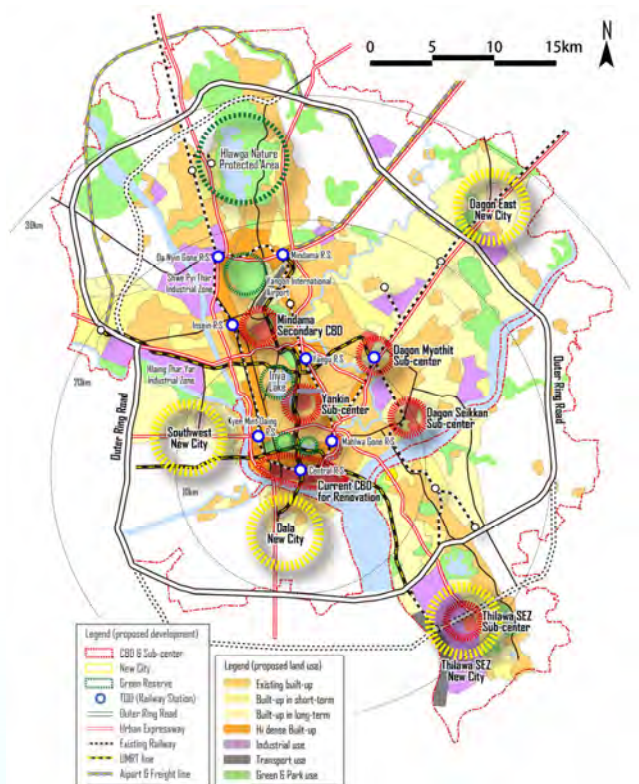 0 5 10 15km
N
Hlawga Nature
Protected Area
Dagon East
New City
30km
Da Nyin Gone R.S.
Mindama R.S.
Shwe Pyi Thar
Industrial Zone
Yangon International
Airport
Insein R.S.
Mindama
Secondary CBD
Dagon Myothit
Sub-center
20km
Hlaing Thar Yar
Industrial Zone
Inya
Lake
Yankin
Sub-center
Dagon Seikkan
Sub-center
Outer Ring Road
Outer Ring Road
Southwest
New City
Kyee Mint Daing
R.S.
Mahlwa Gone R.S.
Central R.S.
10km
Current CBD
for Renovation
Dala
New City
Thilawa SEZ
Sub-center
Thilawa SEZ
New City
Legend (proposed development)
CBD & Sub-center
New City
Green Reserve
TOD (Railway Station)
Outer Ring Road
Urban Expressway
Existing Railway
UMRT line
Aiport & Freight line
Legend (proposed land use)
Existing built-up
Built-up in short-term
Built-up in long-term
Hi dense Built-up
Industrial use
Transport use
Green & Park use